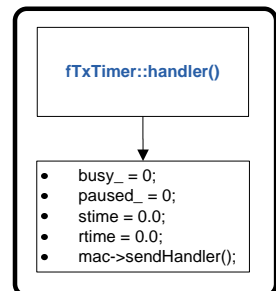 fTxTimer::handler()
• busy_ = 0;
• paused_ = 0;
• stime = 0.0;
• rtime = 0.0;
• mac->sendHandler();